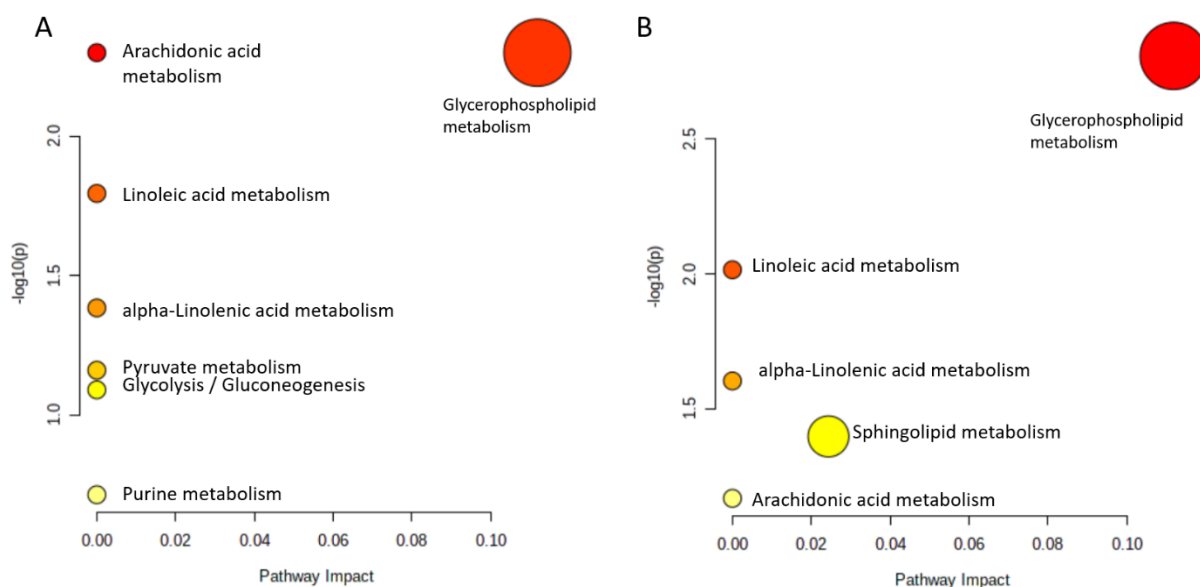 A
Arachidonic acid
metabolism
Glycerophospholipid
metabolism
2.0
Linoleic acid metabolism
-log10(p)
1.5
alpha-Linolenic acid metabolism
Pyruvate metabolism
Glycolysis / Gluconeogenesis
1.0
Purine metabolism
0.00 0.02 0.04 0.06 0.08 0.10
Pathway Impact
B
Glycerophospholipid
metabolism
2.5
Linoleic acid metabolism
-log10(p)
2.0
alpha-Linolenic acid metabolism
1.5
Sphingolipid metabolism
Arachidonic acid metabolism
0.00 0.02 0.04 0.06 0.08 0.10
Pathway Impact